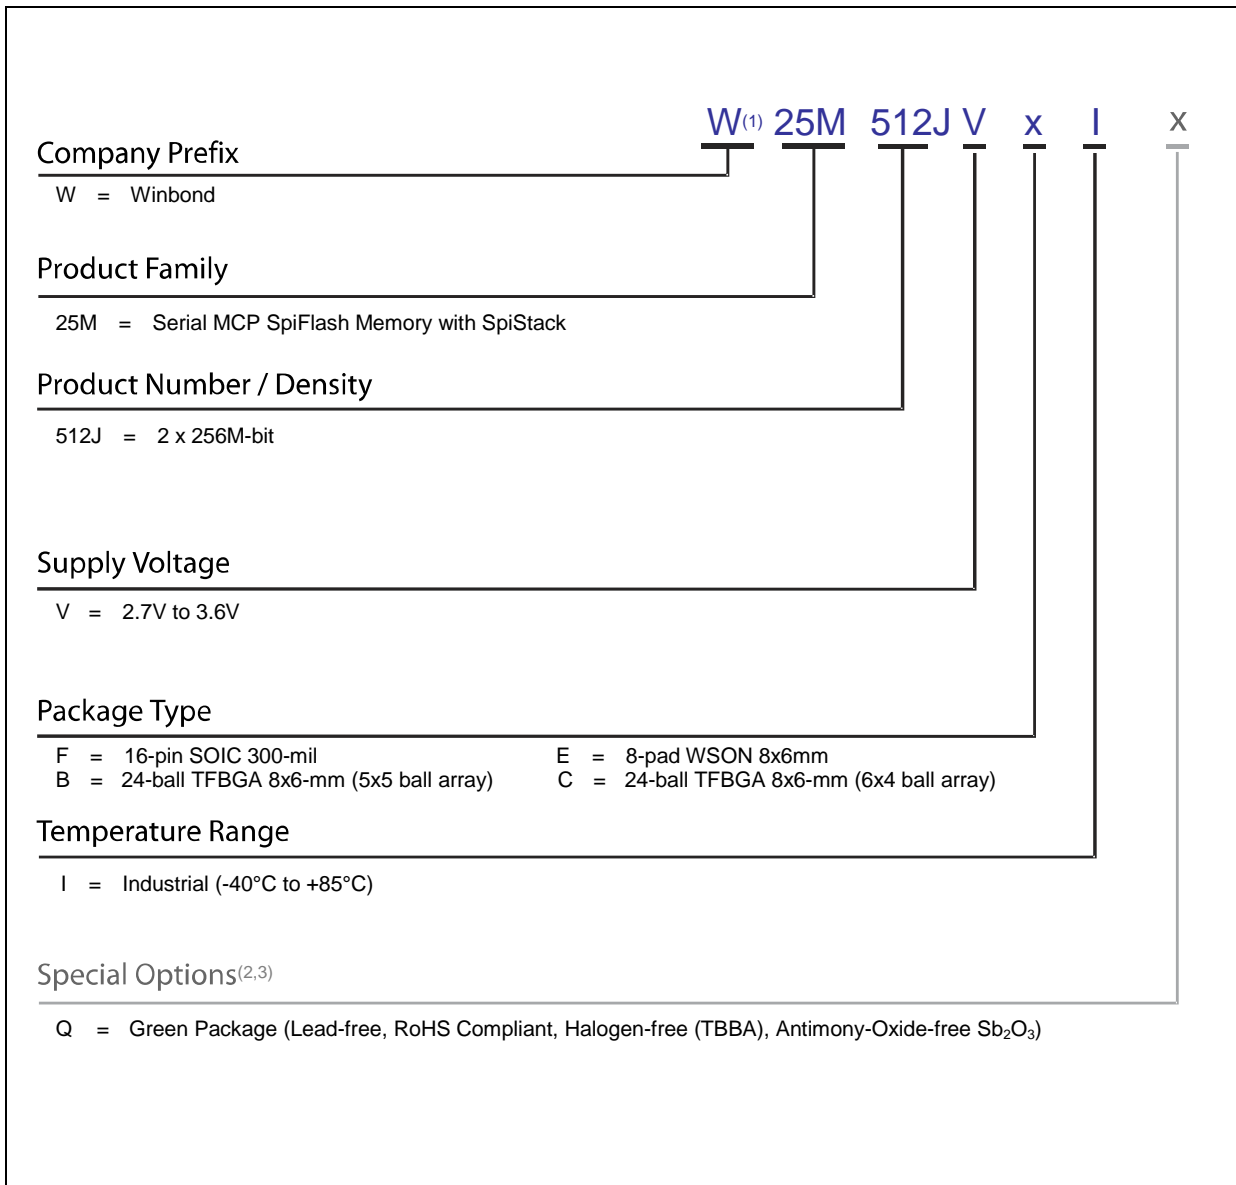 W(1) 25M 512J V x I x
Company Prefix
W = Winbond
Product Family
25M = Serial MCP SpiFlash Memory with SpiStack
Product Number / Density
512J = 2 x 256M-bit
Supply Voltage
V = 2.7V to 3.6V
Package Type
F = 16-pin SOIC 300-mil E = 8-pad WSON 8x6mm
B = 24-ball TFBGA 8x6-mm (5x5 ball array) C = 24-ball TFBGA 8x6-mm (6x4 ball array)
Temperature Range
I = Industrial (-40°C to +85°C)
Special Options(2,3)
Q = Green Package (Lead-free, RoHS Compliant, Halogen-free (TBBA), Antimony-Oxide-free Sb₂O₃)